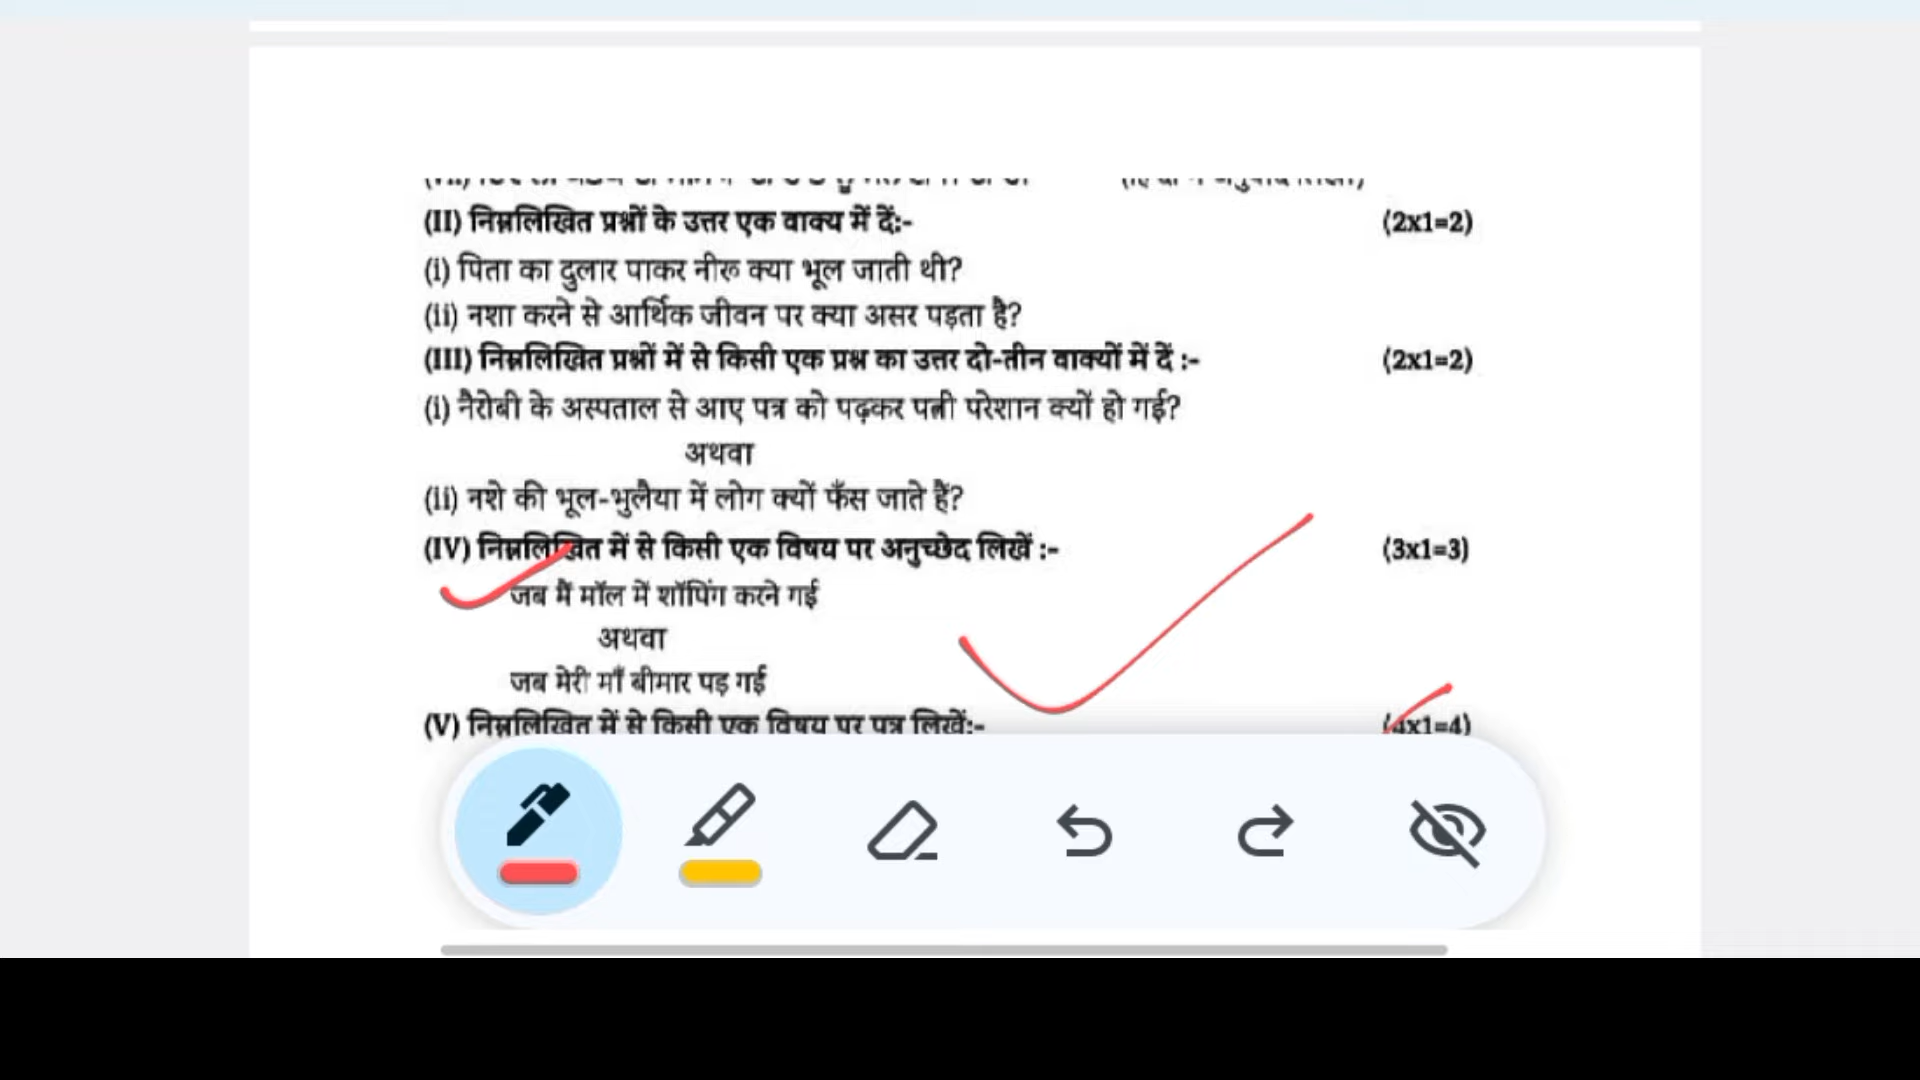 (II) निम्नलिखित प्रश्नों के उत्तर एक वाक्य में दें:- (2x1=2)
(i) पिता का दुलार पाकर नीरू क्या भूल जाती थी?
(ii) नशा करने से आर्थिक जीवन पर क्या असर पड़ता है?
(III) निम्नलिखित प्रश्नों में से किसी एक प्रश्न का उत्तर दो-तीन वाक्यों में दें :- (2x1=2)
(i) नैरोबी के अस्पताल से आए पत्र को पढ़कर पत्नी परेशान क्यों हो गई?
अथवा
(ii) नशे की भूल-भुलैया में लोग क्यों फँस जाते हैं?
(IV) निम्नलिखित में से किसी एक विषय पर अनुच्छेद लिखें :- (3x1=3)
जब मैं मॉल में शॉपिंग करने गई
अथवा
जब मेरी माँ बीमार पड़ गई
(V) निम्नलिखित में से किसी एक विषय पर पत्र लिखें:- (4x1=4)